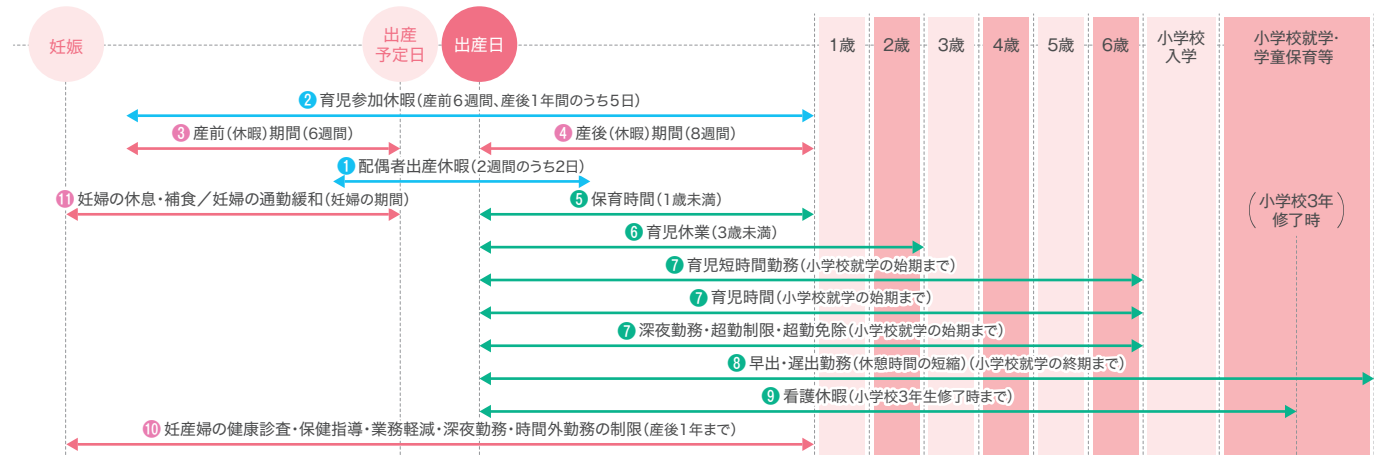 妊娠
出産
予定日
出産日
1歳
2歳
3歳
4歳
5歳
6歳
小学校
入学
小学校就学・
学童保育等
❷ 育児参加休暇(産前6週間、産後1年間のうち5日)
❸ 産前(休暇)期間(6週間)
❹ 産後(休暇)期間(8週間)
❶ 配偶者出産休暇(2週間のうち2日)
⓫ 妊婦の休息・補食／妊婦の通勤緩和(妊婦の期間)
❺ 保育時間(1歳未満)
(小学校3年
修了時)
❻ 育児休業(3歳未満)
❼ 育児短時間勤務(小学校就学の始期まで)
❼ 育児時間(小学校就学の始期まで)
❼ 深夜勤務・超勤制限・超勤免除(小学校就学の始期まで)
❽ 早出・遅出勤務(休憩時間の短縮)(小学校就学の終期まで)
❾ 看護休暇(小学校3年生修了時まで)
❿ 妊産婦の健康診査・保健指導・業務軽減・深夜勤務・時間外勤務の制限(産後1年まで)